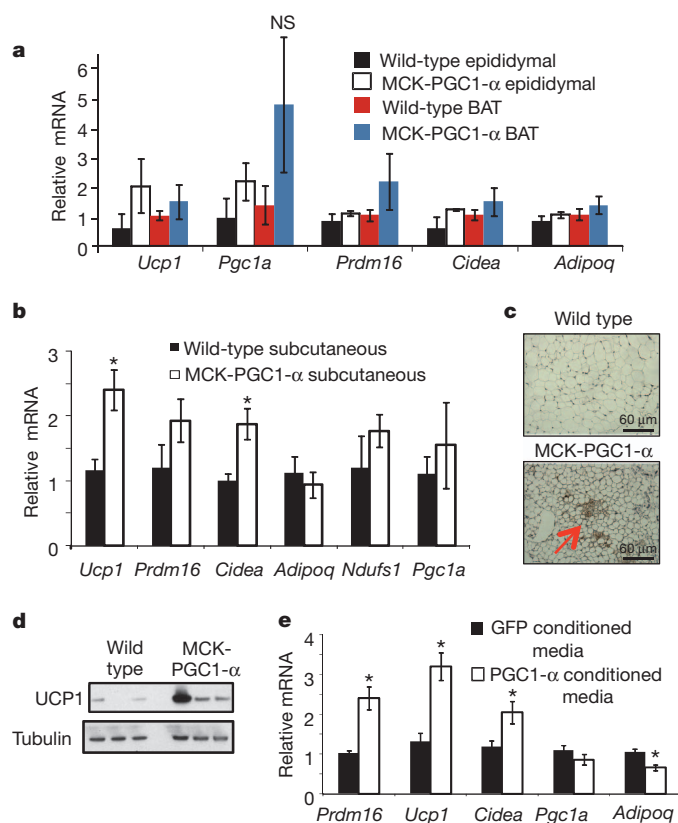 a
NS
Wild-type epididymal
MCK-PGC1-α epididymal
Wild-type BAT
MCK-PGC1-α BAT
Relative mRNA
6
5
4
3
2
1
0
Ucp1 Pgc1a Prdm16 Cidea Adipoq
b
Wild-type subcutaneous
MCK-PGC1-α subcutaneous
Relative mRNA
3
2
1
0
* *
Ucp1 Prdm16 Cidea Adipoq Ndufs1 Pgc1a
c
Wild type
60 μm
MCK-PGC1-α
60 μm
d
Wild
type
MCK-
PGC1-α
UCP1
Tubulin
e
GFP conditioned
media
PGC1-α conditioned
media
Relative mRNA
4
3
2
1
0
* * * *
Prdm16 Ucp1 Cidea Pgc1a Adipoq